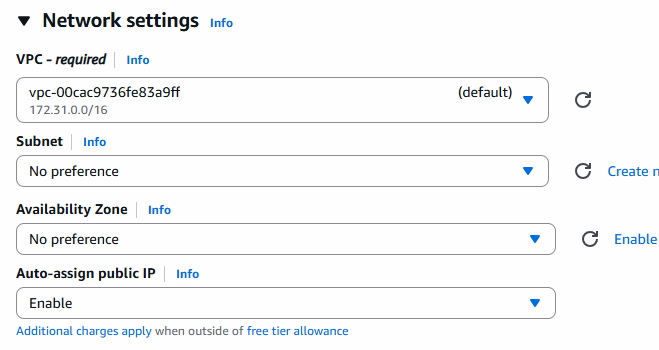 Network settings Info
VPC - required Info
vpc-00cac9736fe83a9ff (default)
172.31.0.0/16
Subnet Info
No preference
Create n
Availability Zone Info
No preference
Enable
Auto-assign public IP Info
Enable
Additional charges apply when outside of free tier allowance